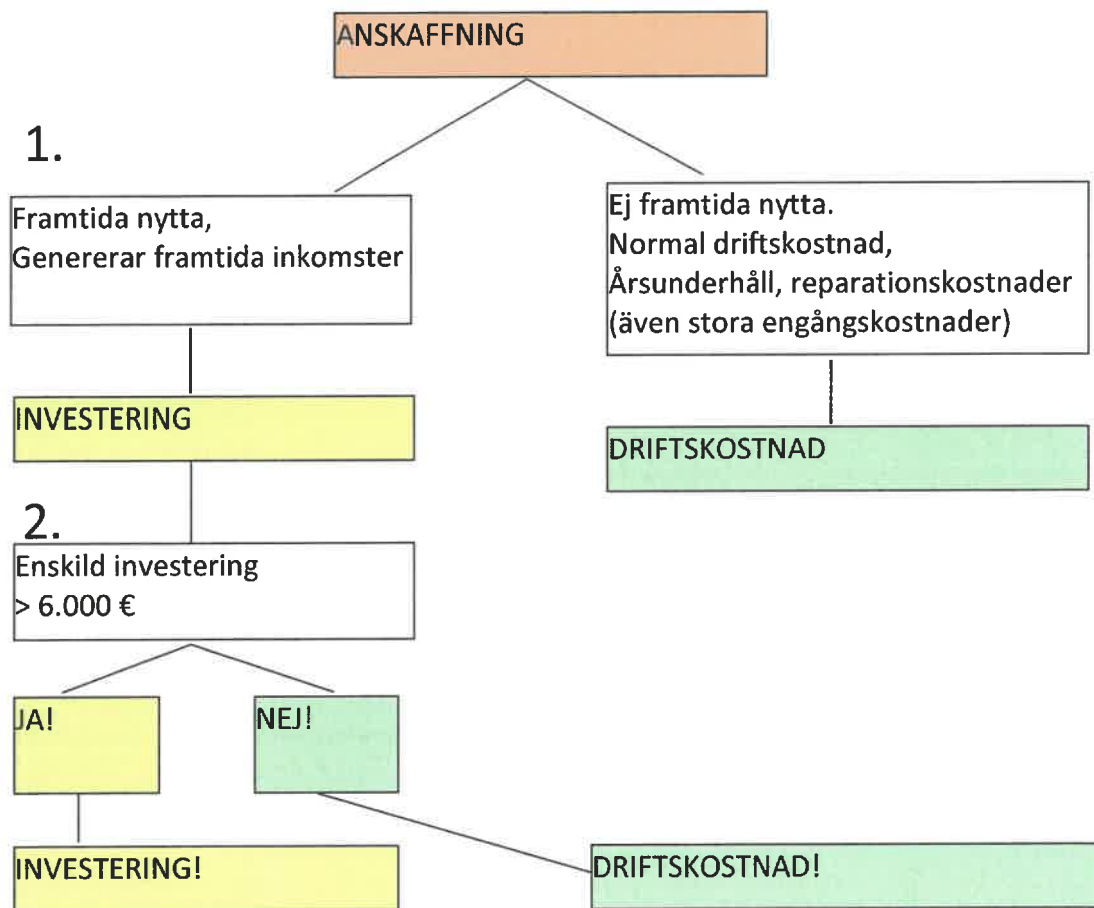 ANSKAFFNING
1.
Framtida nytta,
Genererar framtida inkomster
Ej framtida nytta.
Normal driftskostnad,
Årsunderhåll, reparationskostnader
(även stora engångskostnader)
INVESTERING
DRIFTSKOSTNAD
2.
Enskild investering
> 6.000 €
JA!
NEJ!
INVESTERING!
DRIFTSKOSTNAD!